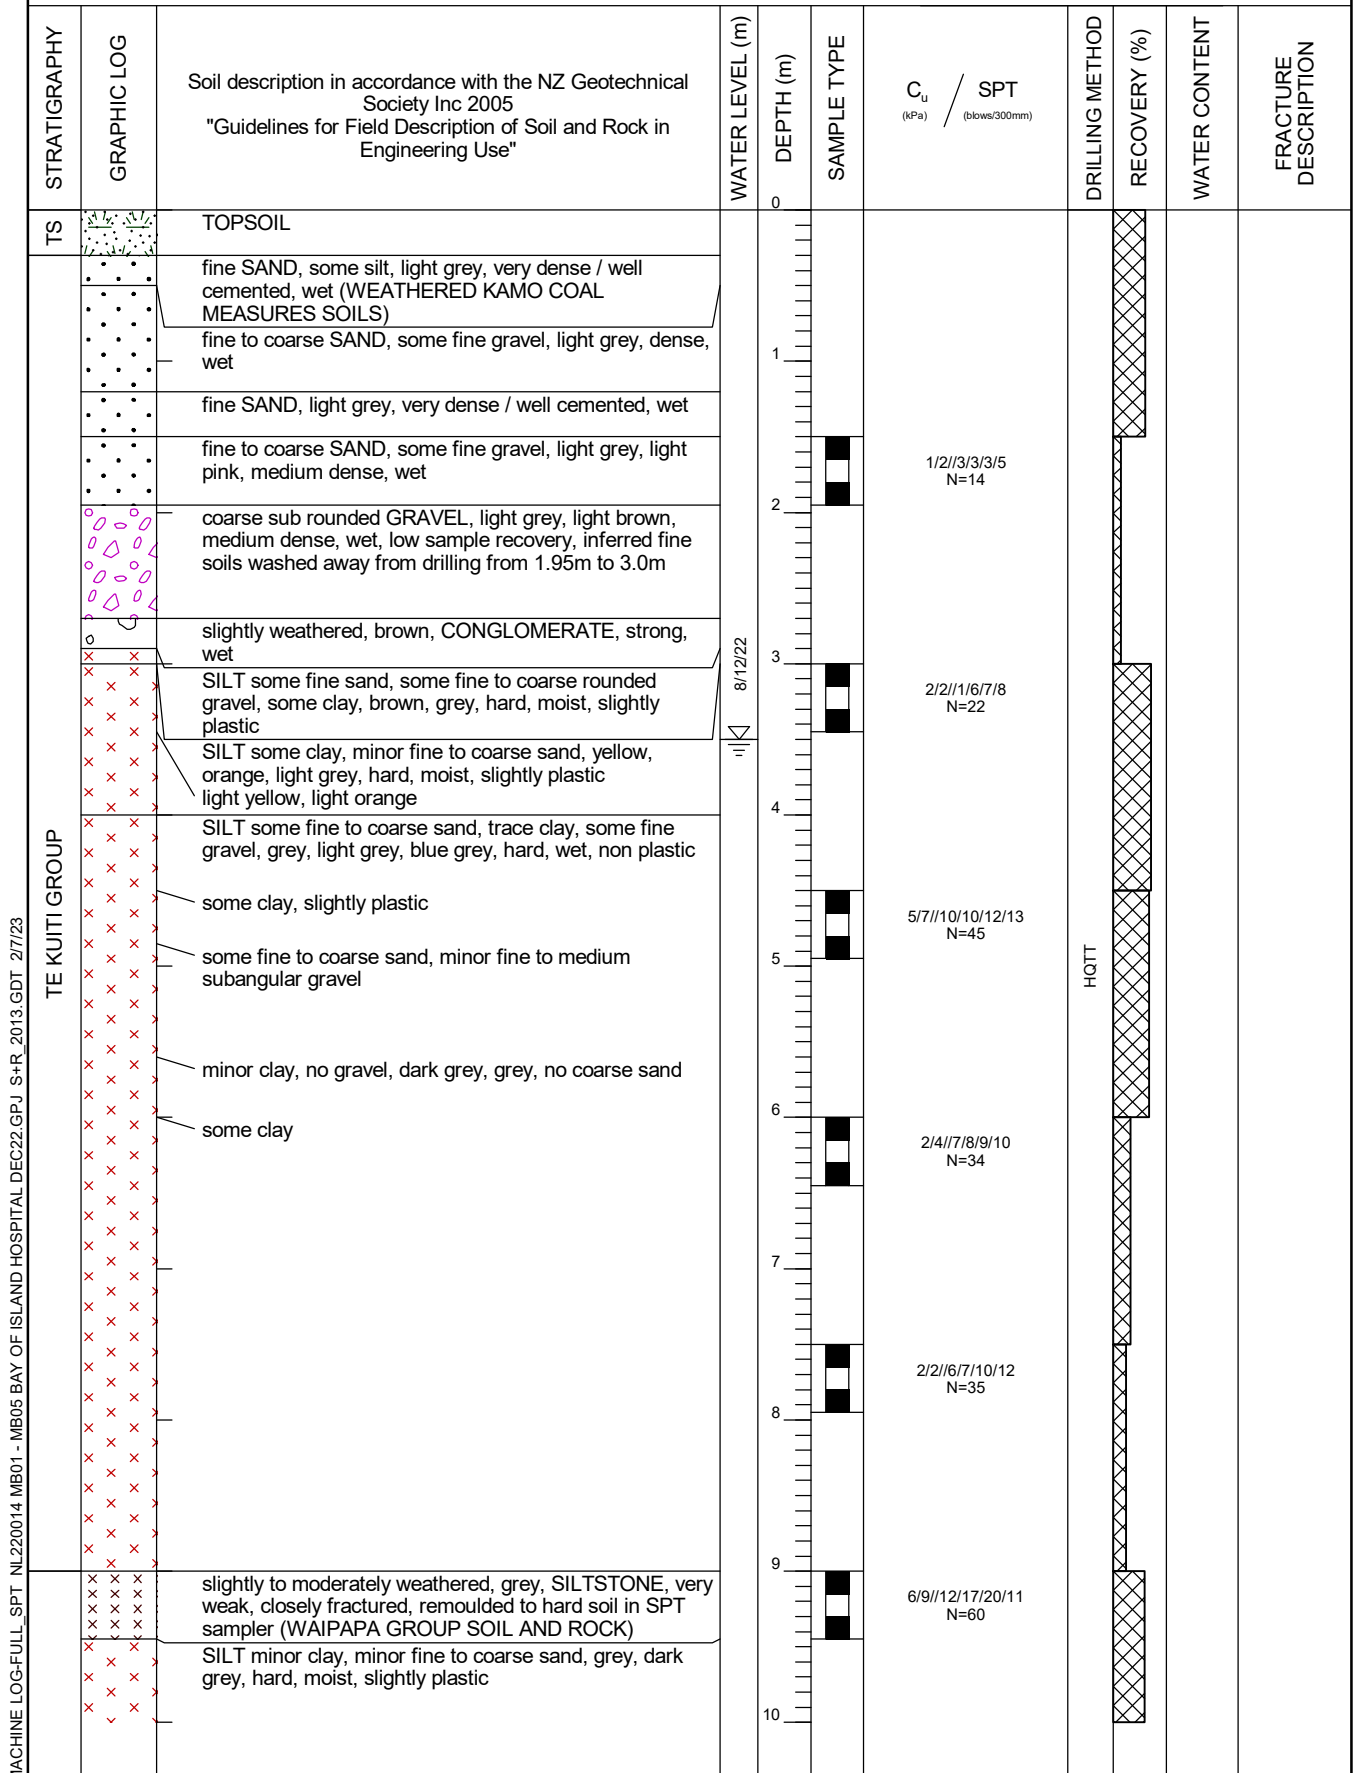 STRATIGRAPHY
GRAPHIC LOG
Soil description in accordance with the NZ Geotechnical
Society Inc 2005
"Guidelines for Field Description of Soil and Rock in
Engineering Use"
WATER LEVEL (m)
DEPTH (m)
SAMPLE TYPE
Cu / SPT
(kPa) (blows/300mm)
DRILLING METHOD
RECOVERY (%)
WATER CONTENT
FRACTURE
DESCRIPTION
0
TS
TOPSOIL
fine SAND, some silt, light grey, very dense / well
cemented, wet (WEATHERED KAMO COAL
MEASURES SOILS)
fine to coarse SAND, some fine gravel, light grey, dense,
wet
1
fine SAND, light grey, very dense / well cemented, wet
fine to coarse SAND, some fine gravel, light grey, light
pink, medium dense, wet
1/2//3/3/3/5
N=14
2
coarse sub rounded GRAVEL, light grey, light brown,
medium dense, wet, low sample recovery, inferred fine
soils washed away from drilling from 1.95m to 3.0m
slightly weathered, brown, CONGLOMERATE, strong,
wet
8/12/22
3
SILT some fine sand, some fine to coarse rounded
gravel, some clay, brown, grey, hard, moist, slightly
plastic
2/2//1/6/7/8
N=22
SILT some clay, minor fine to coarse sand, yellow,
orange, light grey, hard, moist, slightly plastic
light yellow, light orange
4
SILT some fine to coarse sand, trace clay, some fine
gravel, grey, light grey, blue grey, hard, wet, non plastic
TE KUITI GROUP
some clay, slightly plastic
5/7//10/10/12/13
N=45
some fine to coarse sand, minor fine to medium
subangular gravel
5
HQTT
minor clay, no gravel, dark grey, grey, no coarse sand
6
some clay
2/4//7/8/9/10
N=34
7
2/2//6/7/10/12
N=35
8
9
slightly to moderately weathered, grey, SILTSTONE, very
weak, closely fractured, remoulded to hard soil in SPT
sampler (WAIPAPA GROUP SOIL AND ROCK)
6/9//12/17/20/11
N=60
SILT minor clay, minor fine to coarse sand, grey, dark
grey, hard, moist, slightly plastic
10
ACHINE LOG-FULL_SPT NL220014 MB01 - MB05 BAY OF ISLAND HOSPITAL DEC22.GPJ S+R_2013.GDT 2/7/23